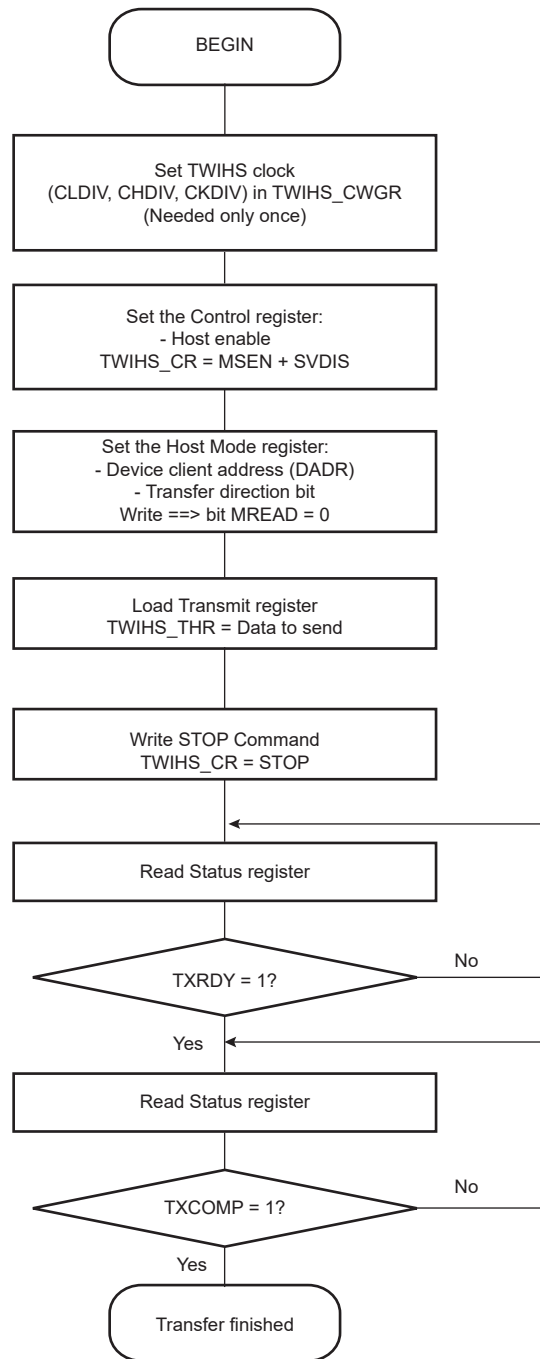 BEGIN
Set TWIHS clock
(CLDIV, CHDIV, CKDIV) in TWIHS_CWGR
(Needed only once)
Set the Control register:
- Host enable
TWIHS_CR = MSEN + SVDIS
Set the Host Mode register:
- Device client address (DADR)
- Transfer direction bit
Write ==> bit MREAD = 0
Load Transmit register
TWIHS_THR = Data to send
Write STOP Command
TWIHS_CR = STOP
Read Status register
TXRDY = 1?
No
Yes
Read Status register
TXCOMP = 1?
No
Yes
Transfer finished